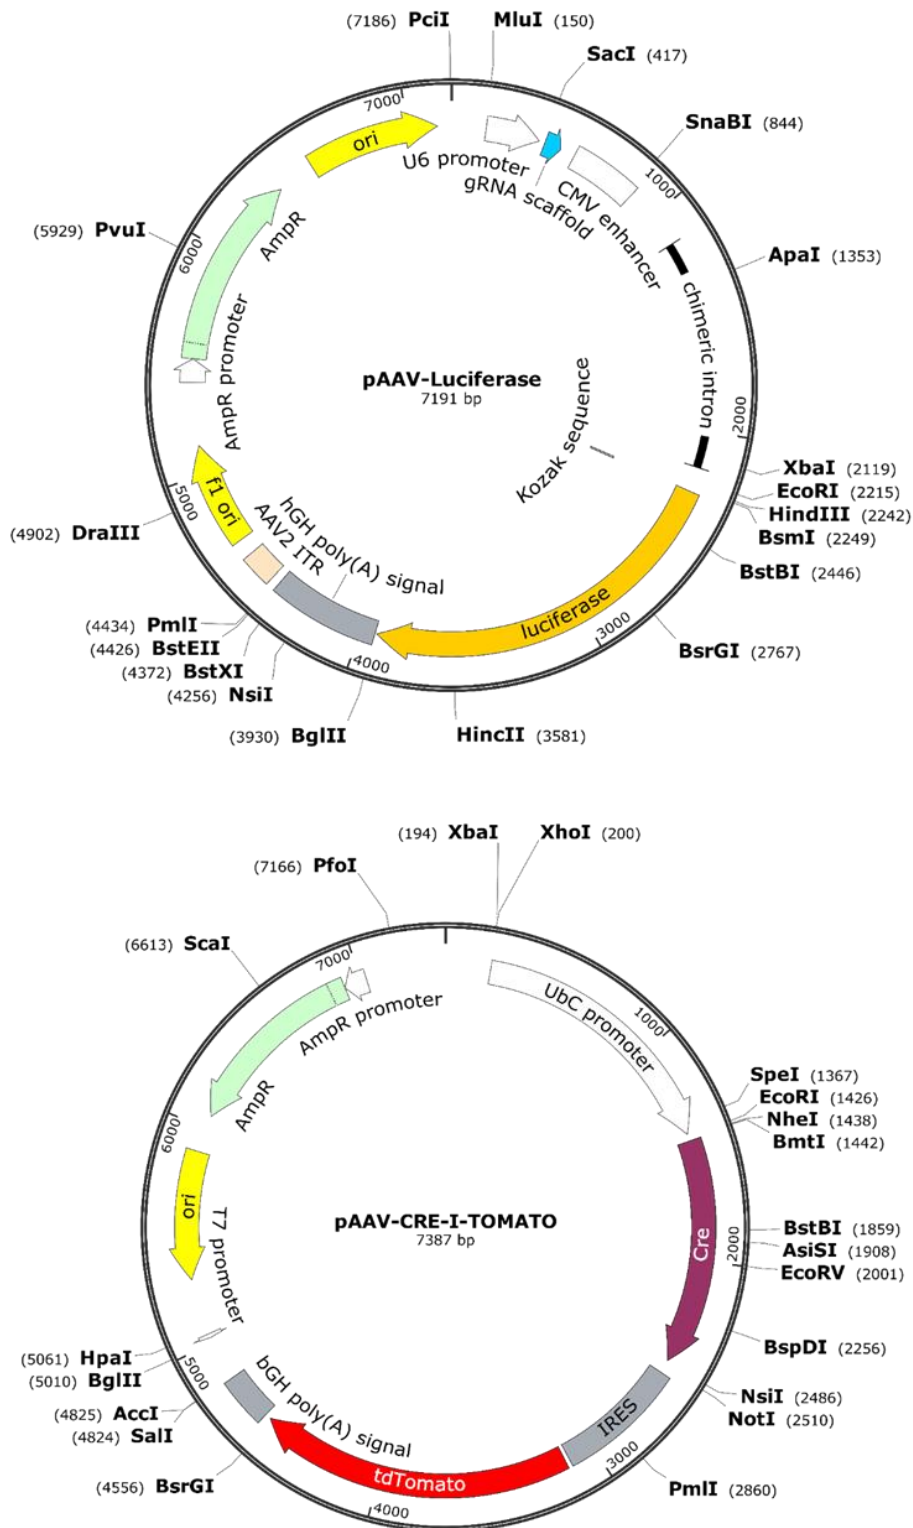 (7186) PciI
MluI (150)
SacI (417)
SnaBI (844)
ApaI (1353)
XbaI (2119)
EcoRI (2215)
HindIII (2242)
BsmI (2249)
BstBI (2446)
BsrGI (2767)
HincII (3581)
(3930) BglII
(4256) NsiI
(4372) BstXI
(4426) BstEII
(4434) PmlI
(4902) DraIII
(5929) PvuI
1000
2000
3000
4000
5000
6000
7000
ori
U6 promoter
gRNA scaffold
CMV enhancer
chimeric intron
Kozak sequence
luciferase
hGH poly(A) signal
AAV2 ITR
f1 ori
AmpR promoter
AmpR
pAAV-Luciferase
7191 bp
(194) XbaI
XhoI (200)
(7166) PfoI
(6613) ScaI
SpeI (1367)
EcoRI (1426)
NheI (1438)
BmtI (1442)
BstBI (1859)
AsiSI (1908)
EcoRV (2001)
BspDI (2256)
NsiI (2486)
NotI (2510)
PmlI (2860)
(4556) BsrGI
(4824) SalI
(4825) AccI
(5010) BglII
(5061) HpaI
1000
2000
3000
4000
5000
6000
7000
UbC promoter
Cre
IRES
tdTomato
bGH poly(A) signal
T7 promoter
ori
AmpR
AmpR promoter
pAAV-CRE-I-TOMATO
7387 bp